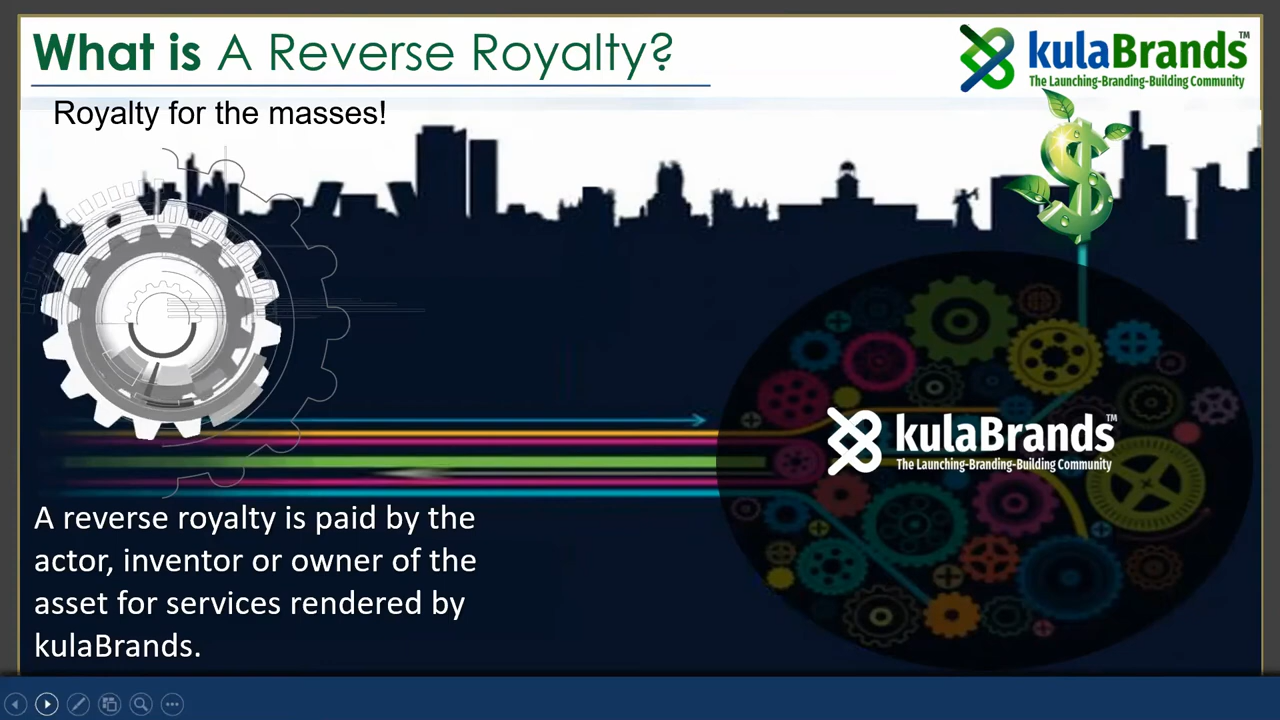 What is A Reverse Royalty?
kulaBrands™
The Launching-Branding-Building Community
Royalty for the masses!
kulaBrands™
The Launching-Branding-Building Community
A reverse royalty is paid by the
actor, inventor or owner of the
asset for services rendered by
kulaBrands.